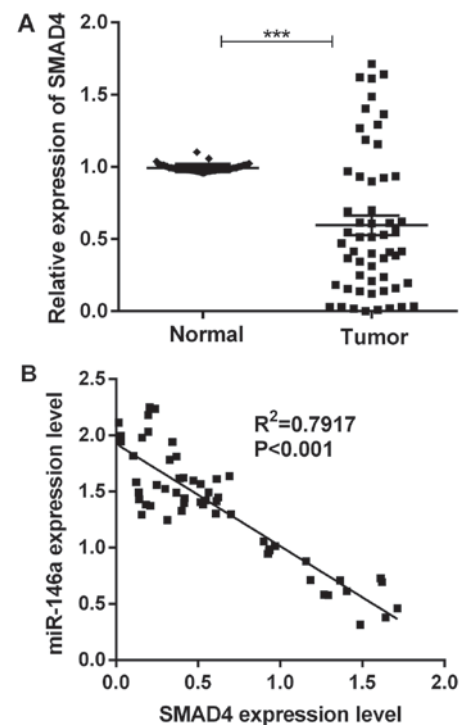 A
Relative expression of SMAD4
2.0
1.5
1.0
0.5
0.0
***
Normal Tumor
B
miR-146a expression level
2.5
2.0
1.5
1.0
0.5
0.0
R²=0.7917
P<0.001
0.0 0.5 1.0 1.5 2.0
SMAD4 expression level